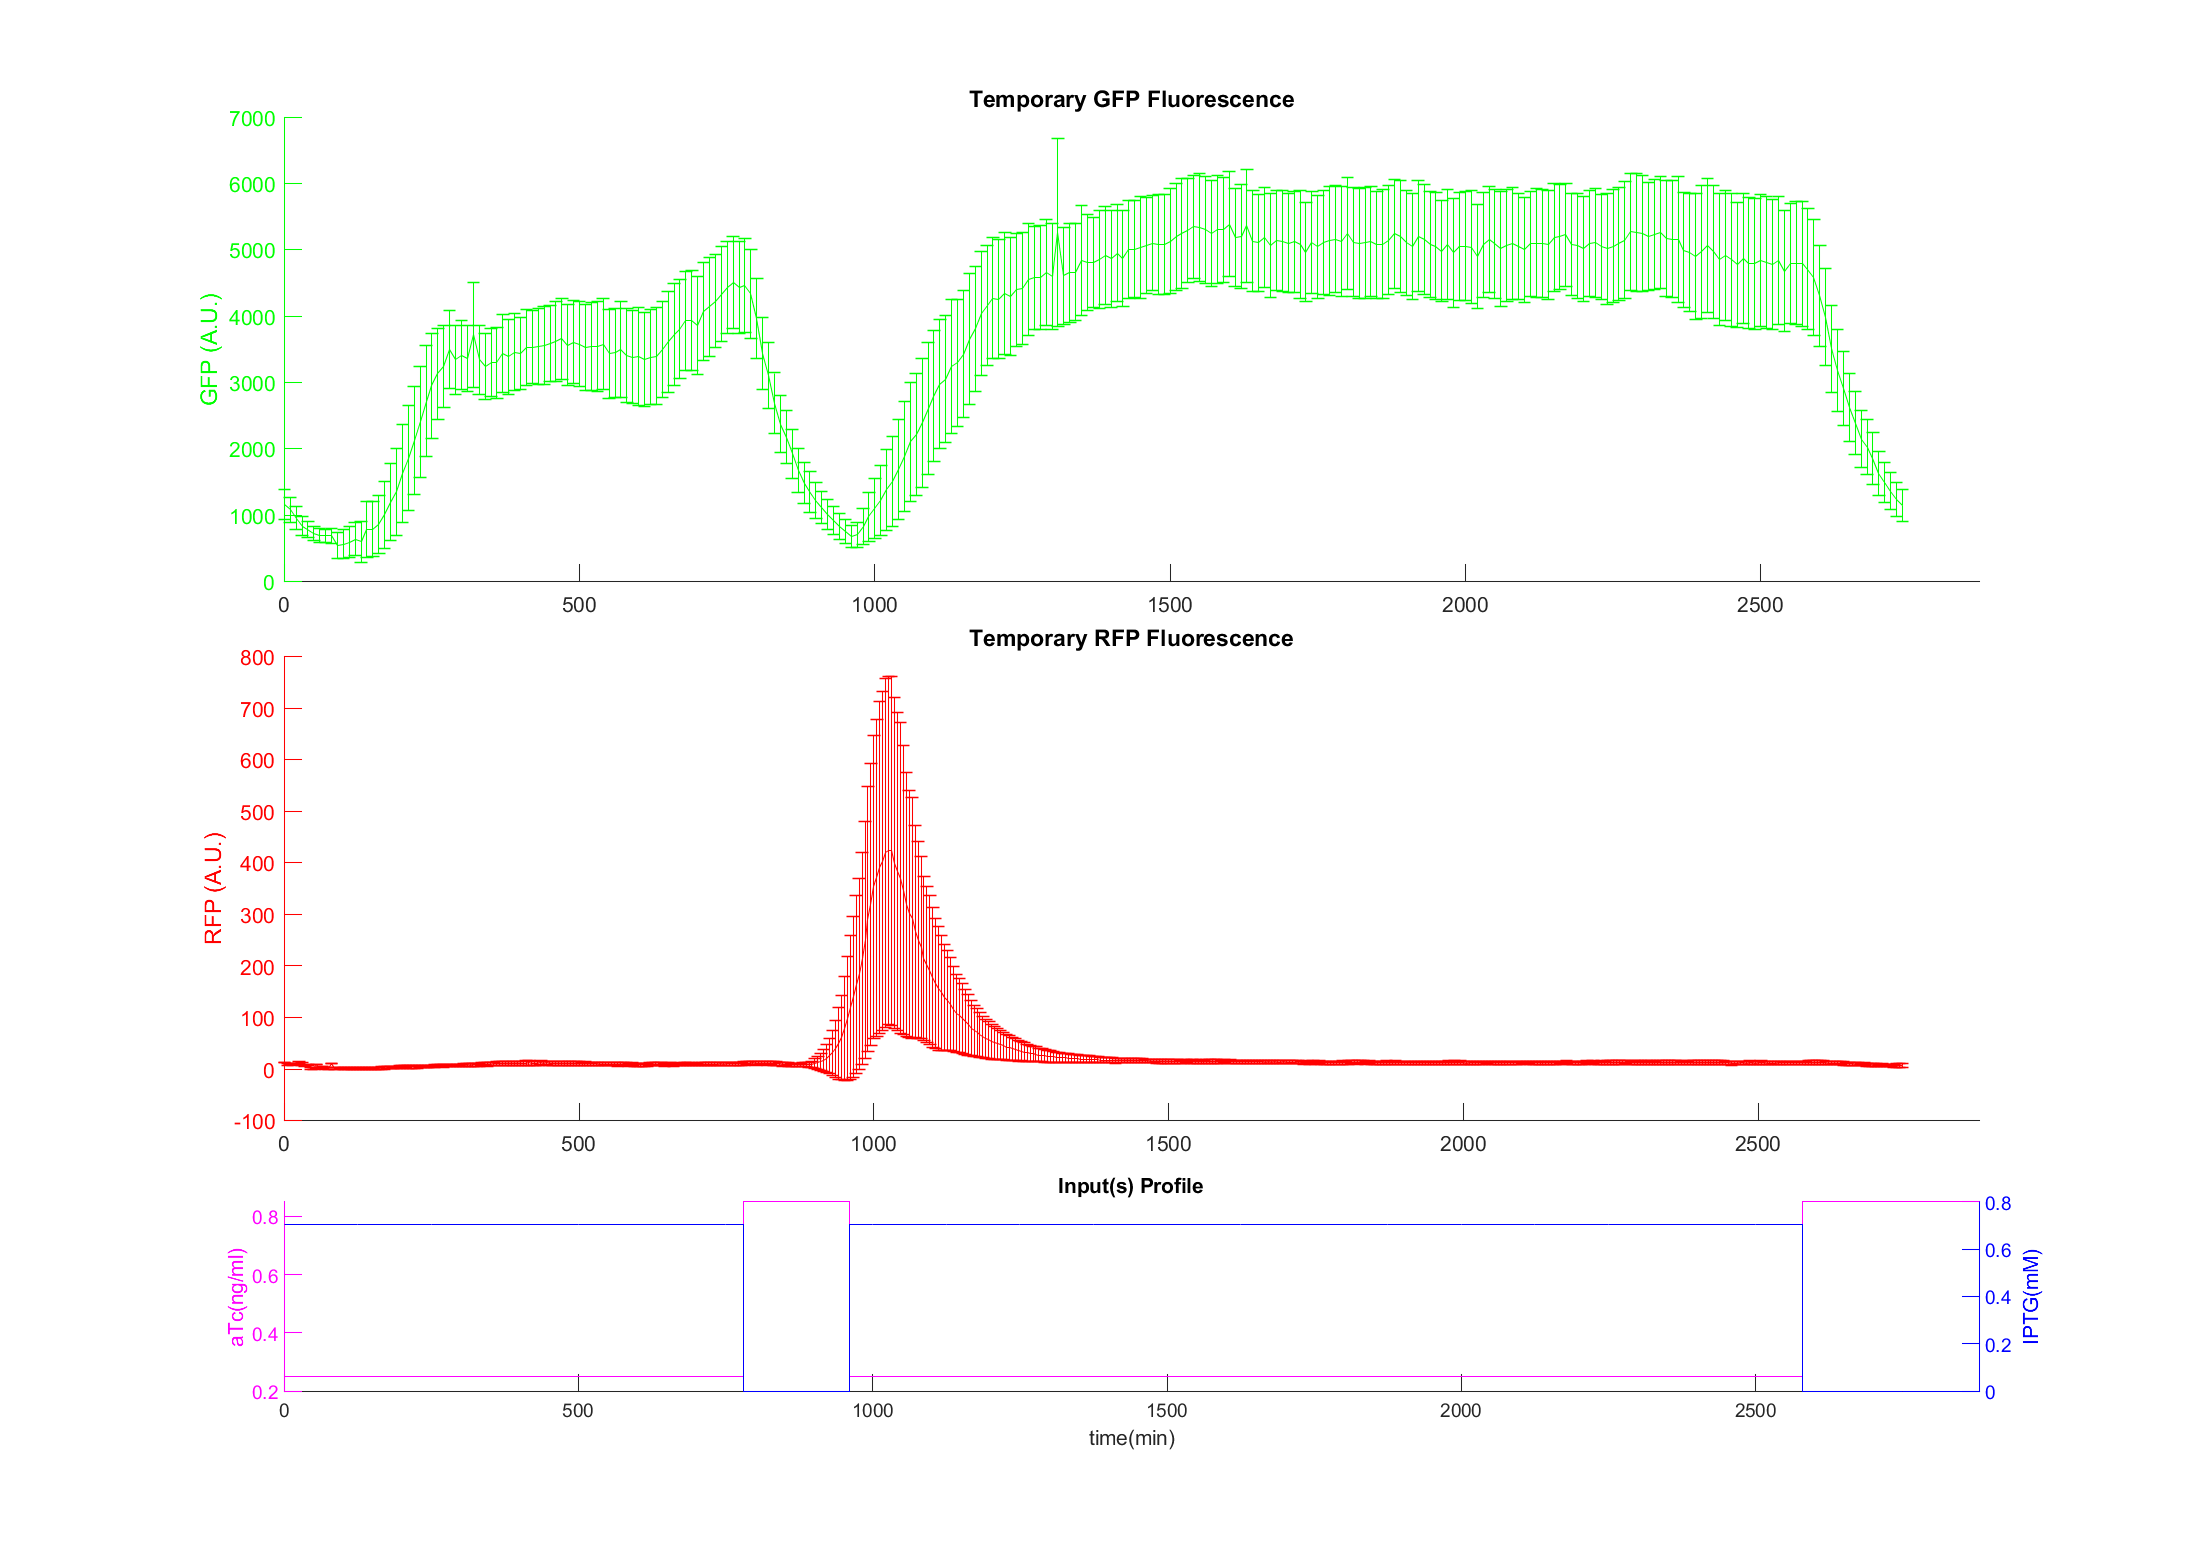 Temporary GFP Fluorescence
7000
6000
5000
4000
3000
2000
1000
0
GFP (A.U.)
0 500 1000 1500 2000 2500
Temporary RFP Fluorescence
800
700
600
500
400
300
200
100
0
-100
RFP (A.U.)
0 500 1000 1500 2000 2500
Input(s) Profile
0.8
0.6
0.4
0.2
aTc(ng/ml)
0.8
0.6
0.4
0.2
0
IPTG(mM)
0 500 1000 1500 2000 2500
time(min)